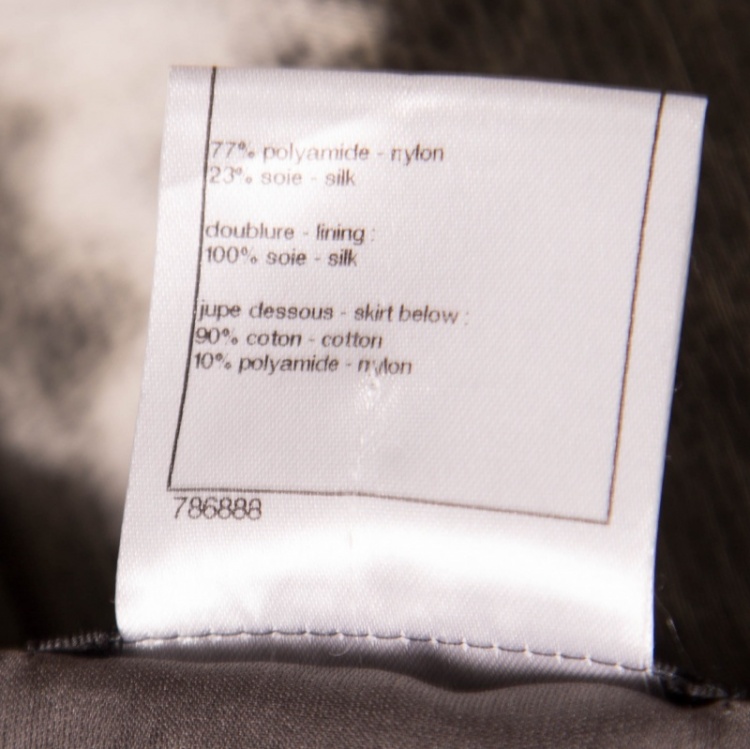 77% polyamide - nylon
23% soie - silk
doublure - lining :
100% soie - silk
jupe dessous - skirt below :
90% coton - cotton
10% polyamide - nylon
786888